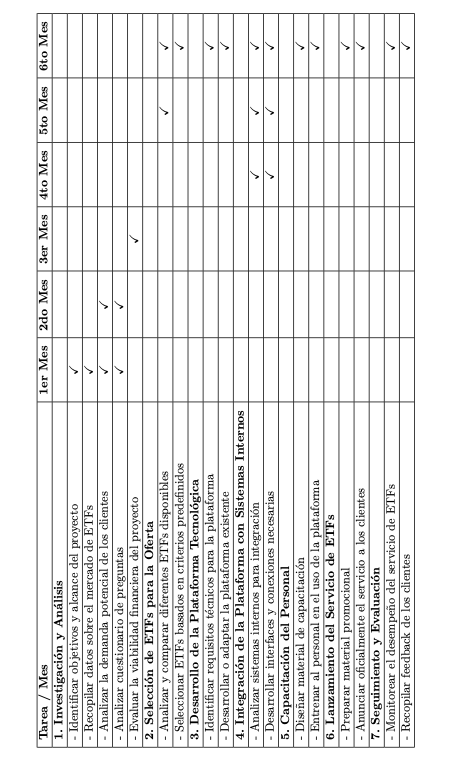 Tarea / Mes 1er Mes 2do Mes 3er Mes 4to Mes 5to Mes 6to Mes
1. Investigación y Análisis
- Identificar objetivos y alcance del proyecto ✓
- Recopilar datos sobre el mercado de ETFs ✓
- Analizar la demanda potencial de los clientes ✓ ✓
- Analizar cuestionario de preguntas ✓ ✓
- Evaluar la viabilidad financiera del proyecto ✓
2. Selección de ETFs para la Oferta
- Analizar y comparar diferentes ETFs disponibles ✓ ✓
- Seleccionar ETFs basados en criterios predefinidos ✓
3. Desarrollo de la Plataforma Tecnológica
- Identificar requisitos técnicos para la plataforma ✓
- Desarrollar o adaptar la plataforma existente ✓
4. Integración de la Plataforma con Sistemas Internos
- Analizar sistemas internos para integración ✓ ✓ ✓
- Desarrollar interfaces y conexiones necesarias ✓ ✓ ✓
5. Capacitación del Personal
- Diseñar material de capacitación ✓
- Entrenar al personal en el uso de la plataforma ✓
6. Lanzamiento del Servicio de ETFs
- Preparar material promocional ✓
- Anunciar oficialmente el servicio a los clientes ✓
7. Seguimiento y Evaluación
- Monitorear el desempeño del servicio de ETFs ✓
- Recopilar feedback de los clientes ✓